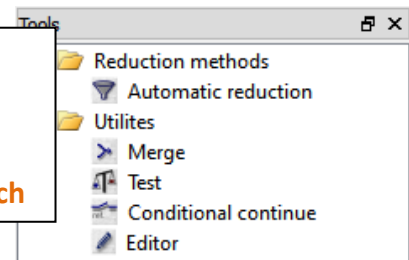 Tools
Reduction methods
Automatic reduction
Utilites
Merge
Test
ch
Conditional continue
Editor